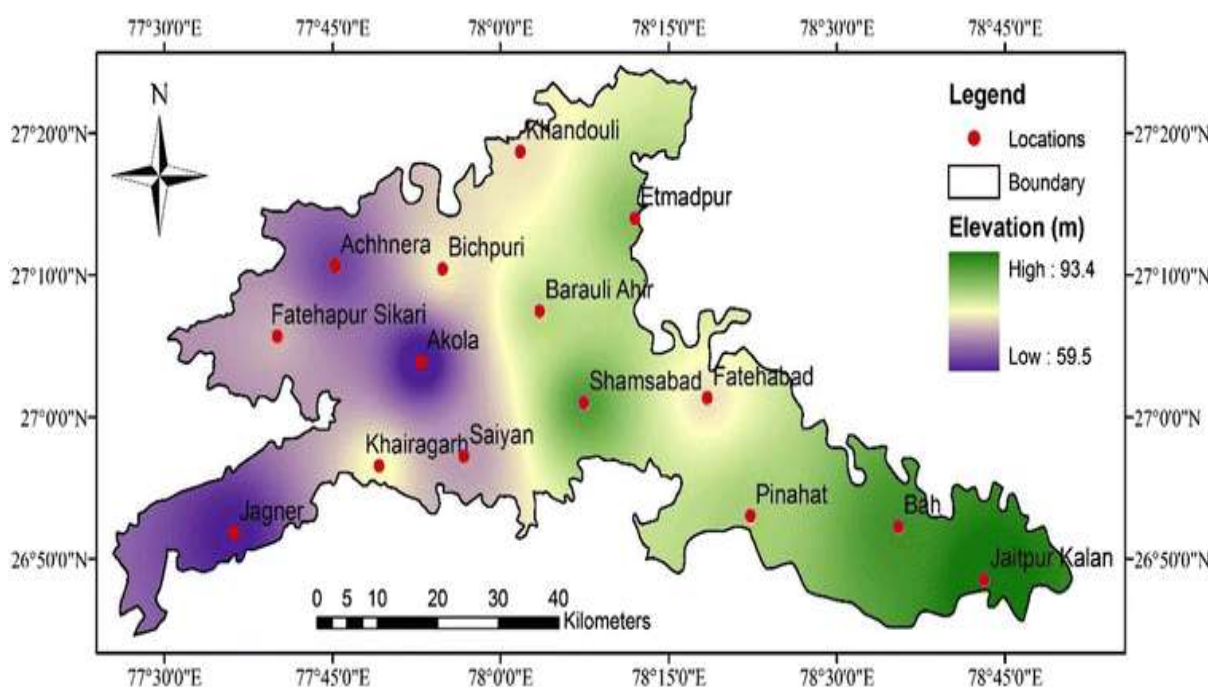 77°30'0"E 77°45'0"E 78°0'0"E 78°15'0"E 78°30'0"E 78°45'0"E
N
Legend
Locations
Boundary
Elevation (m)
High : 93.4
Low : 59.5
27°20'0"N 27°20'0"N
27°10'0"N 27°10'0"N
27°0'0"N 27°0'0"N
26°50'0"N 26°50'0"N
Khandouli
Etmadpur
Achhnera
Bichpuri
Barauli Ahir
Fatehapur Sikari
Akola
Shamsabad
Fatehabad
Khairagarh
Saiyan
Jagner
Pinahat
Bah
Jaitpur Kalan
0 5 10 20 30 40
Kilometers
77°30'0"E 77°45'0"E 78°0'0"E 78°15'0"E 78°30'0"E 78°45'0"E